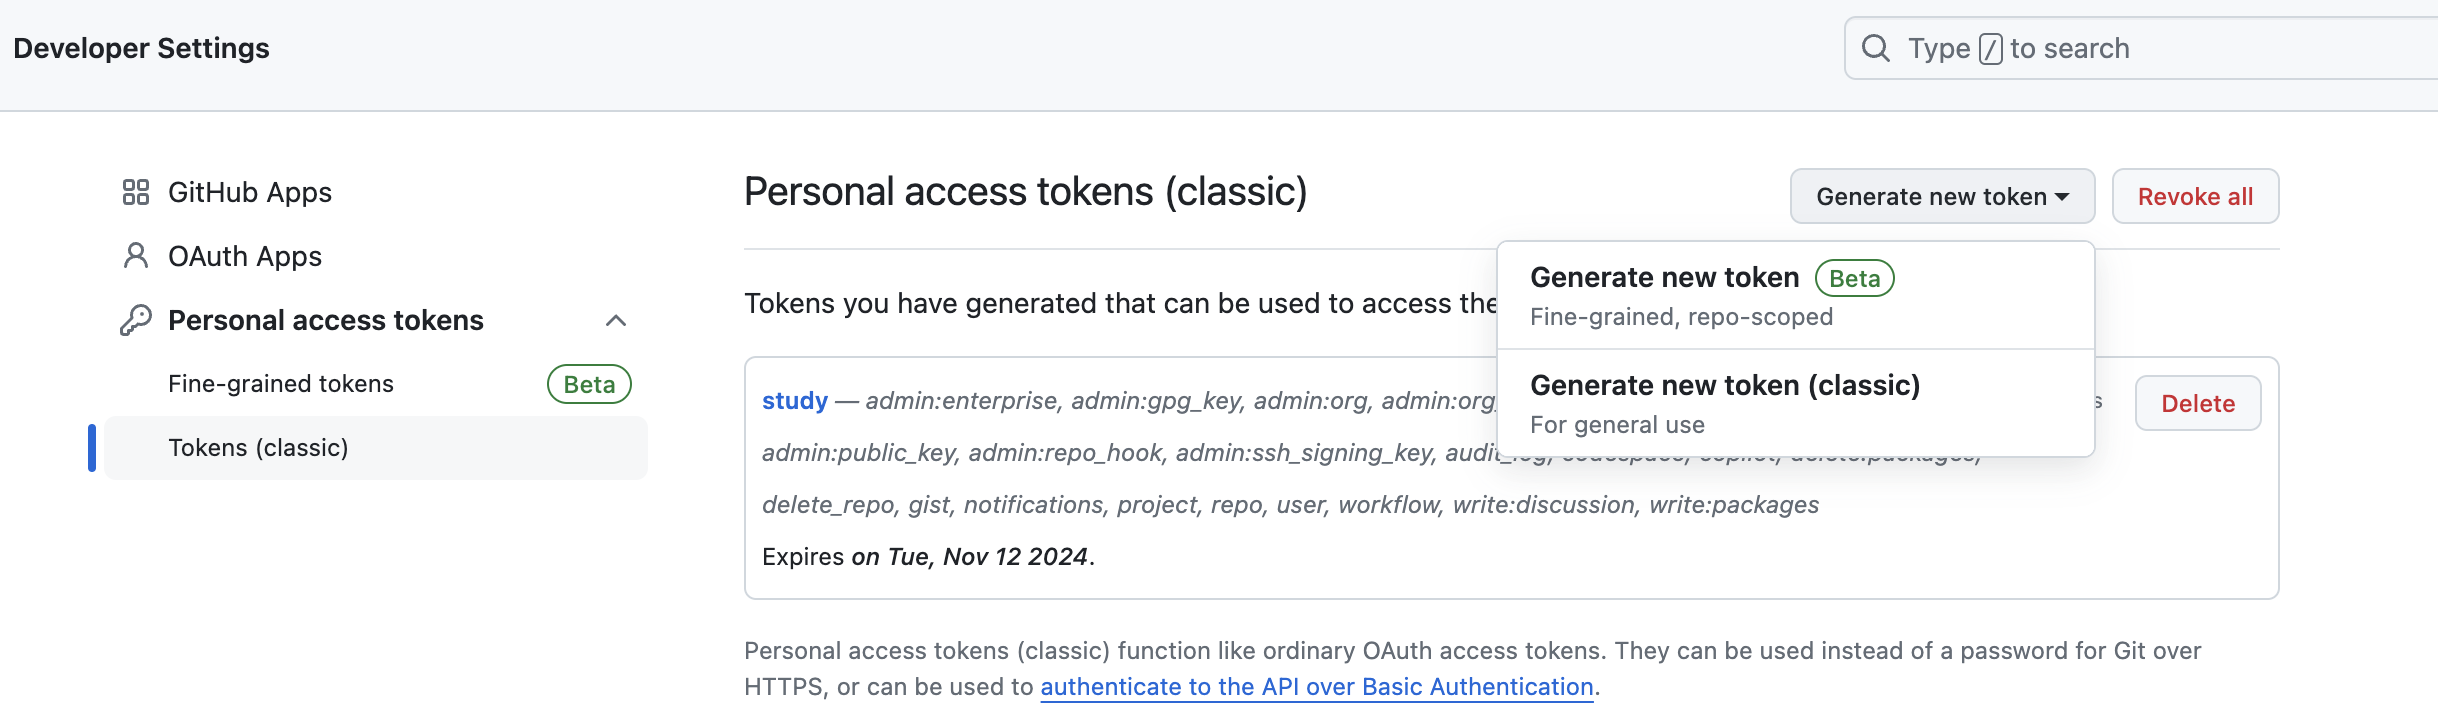 Developer Settings
Type / to search
GitHub Apps
OAuth Apps
Personal access tokens
Fine-grained tokens Beta
Tokens (classic)
Personal access tokens (classic)
Generate new token
Revoke all
Generate new token Beta
Fine-grained, repo-scoped
Generate new token (classic)
For general use
Tokens you have generated that can be used to access the
study — admin:enterprise, admin:gpg_key, admin:org, admin:org_
Delete
admin:public_key, admin:repo_hook, admin:ssh_signing_key, audit_log, codespace, copilot, delete:packages,
delete_repo, gist, notifications, project, repo, user, workflow, write:discussion, write:packages
Expires on Tue, Nov 12 2024.
Personal access tokens (classic) function like ordinary OAuth access tokens. They can be used instead of a password for Git over
HTTPS, or can be used to authenticate to the API over Basic Authentication.